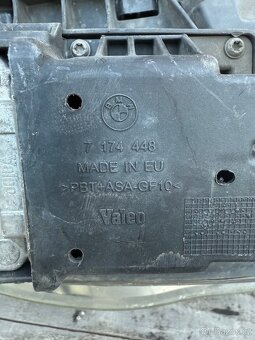 BMW
7 174 448
MADE IN EU
>PBT+ASA-GF10<
Valeo